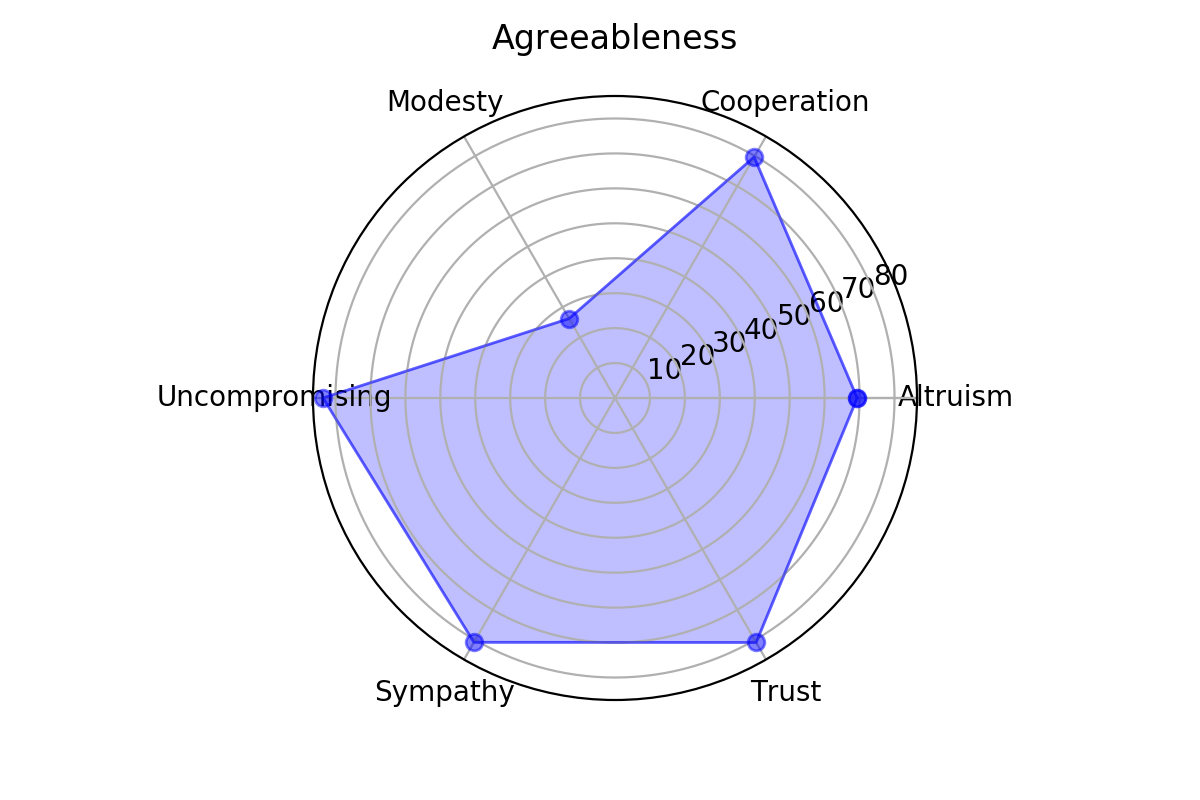 Agreeableness
Modesty
Cooperation
80
70
60
50
40
30
20
10
Uncompromising
Altruism
Sympathy
Trust